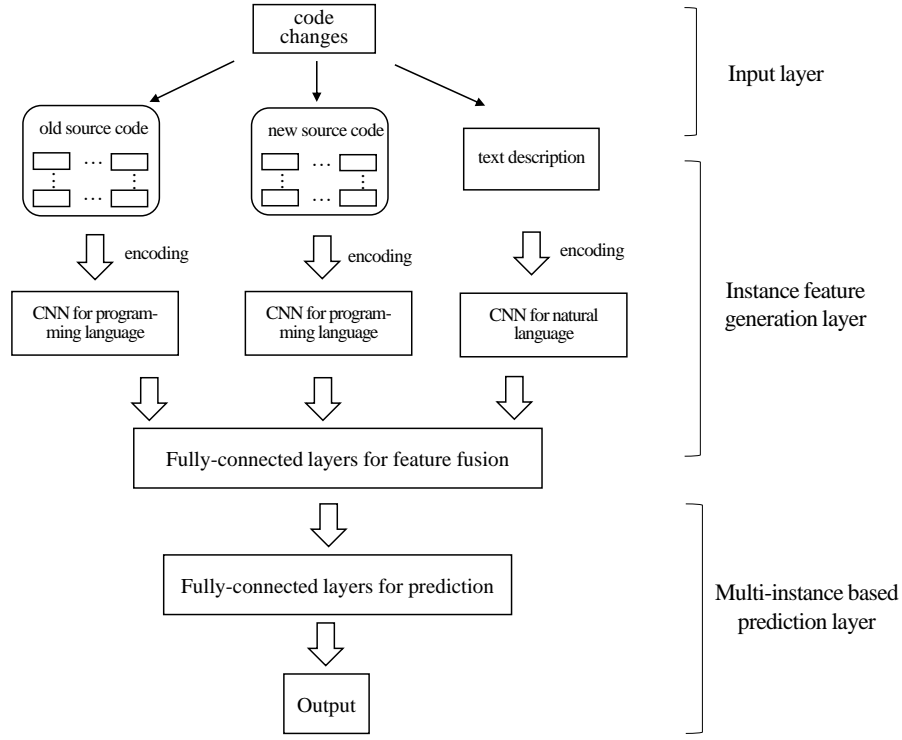 code
changes
Input layer
old source code
new source code
text description
...
...
...
...
...
...
...
...
encoding
encoding
encoding
Instance feature
generation layer
CNN for program-
ming language
CNN for program-
ming language
CNN for natural
language
Fully-connected layers for feature fusion
Fully-connected layers for prediction
Multi-instance based
prediction layer
Output